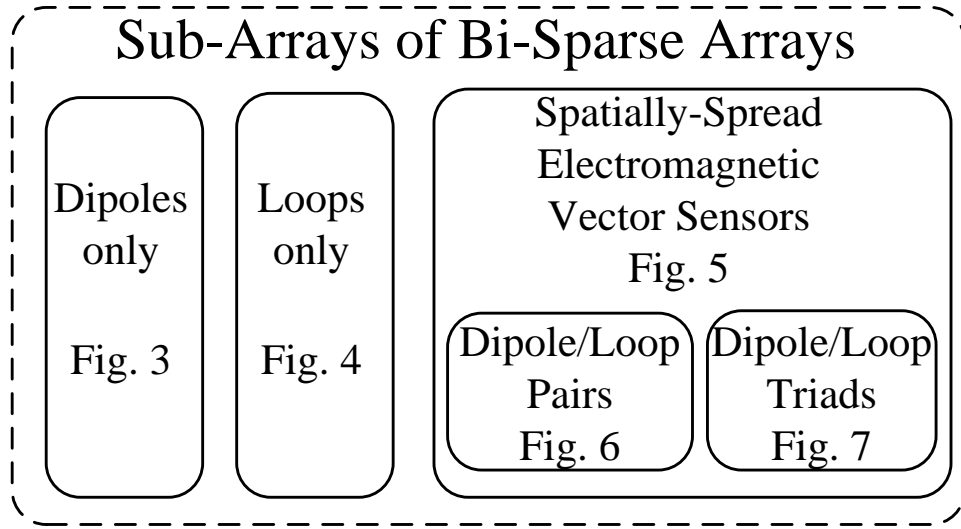 Sub-Arrays of Bi-Sparse Arrays
Dipoles
only
Fig. 3
Loops
only
Fig. 4
Spatially-Spread
Electromagnetic
Vector Sensors
Fig. 5
Dipole/Loop
Pairs
Fig. 6
Dipole/Loop
Triads
Fig. 7